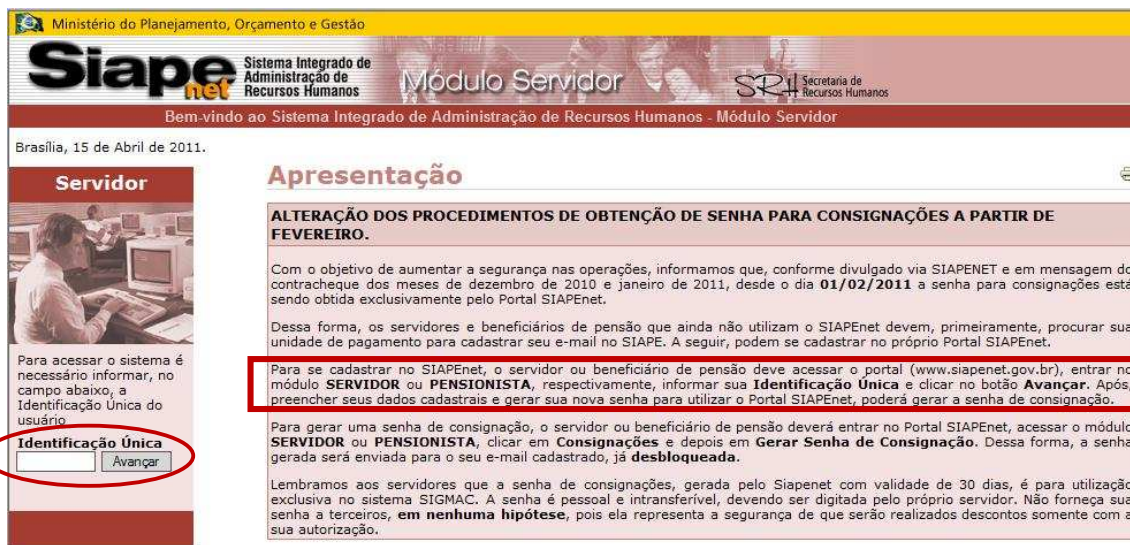 Ministério do Planejamento, Orçamento e Gestão
Siape
net
Sistema Integrado de
Administração de
Recursos Humanos
Módulo Servidor
SRH
Secretaria de
Recursos Humanos
Bem-vindo ao Sistema Integrado de Administração de Recursos Humanos - Módulo Servidor
Brasília, 15 de Abril de 2011.
Servidor
Para acessar o sistema é
necessário informar, no
campo abaixo, a
Identificação Única do
usuário
Identificação Única
Avançar
Apresentação
ALTERAÇÃO DOS PROCEDIMENTOS DE OBTENÇÃO DE SENHA PARA CONSIGNAÇÕES A PARTIR DE
FEVEREIRO.
Com o objetivo de aumentar a segurança nas operações, informamos que, conforme divulgado via SIAPENET e em mensagem do
contracheque dos meses de dezembro de 2010 e janeiro de 2011, desde o dia 01/02/2011 a senha para consignações está
sendo obtida exclusivamente pelo Portal SIAPEnet.
Dessa forma, os servidores e beneficiários de pensão que ainda não utilizam o SIAPEnet devem, primeiramente, procurar sua
unidade de pagamento para cadastrar seu e-mail no SIAPE. A seguir, podem se cadastrar no próprio Portal SIAPEnet.
Para se cadastrar no SIAPEnet, o servidor ou beneficiário de pensão deve acessar o portal (www.siapenet.gov.br), entrar no
módulo SERVIDOR ou PENSIONISTA, respectivamente, informar sua Identificação Única e clicar no botão Avançar. Após,
preencher seus dados cadastrais e gerar sua nova senha para utilizar o Portal SIAPEnet, poderá gerar a senha de consignação.
Para gerar uma senha de consignação, o servidor ou beneficiário de pensão deverá entrar no Portal SIAPEnet, acessar o módulo
SERVIDOR ou PENSIONISTA, clicar em Consignações e depois em Gerar Senha de Consignação. Dessa forma, a senha
gerada será enviada para o seu e-mail cadastrado, já desbloqueada.
Lembramos aos servidores que a senha de consignações, gerada pelo Siapenet com validade de 30 dias, é para utilização
exclusiva no sistema SIGMAC. A senha é pessoal e intransferível, devendo ser digitada pelo próprio servidor. Não forneça sua
senha a terceiros, em nenhuma hipótese, pois ela representa a segurança de que serão realizados descontos somente com a
sua autorização.